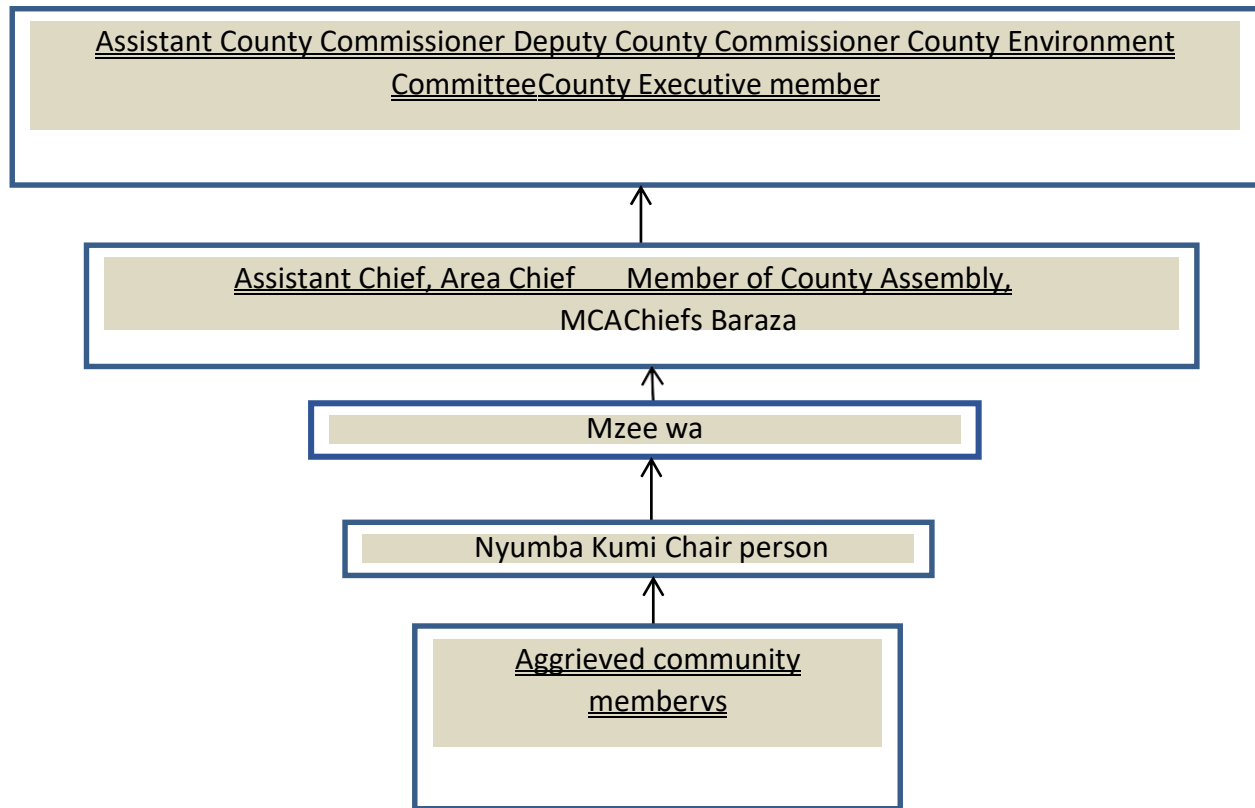 Assistant County Commissioner Deputy County Commissioner County Environment
CommitteeCounty Executive member
Assistant Chief, Area Chief Member of County Assembly,
MCAChiefs Baraza
Mzee wa
Nyumba Kumi Chair person
Aggrieved community
membervs